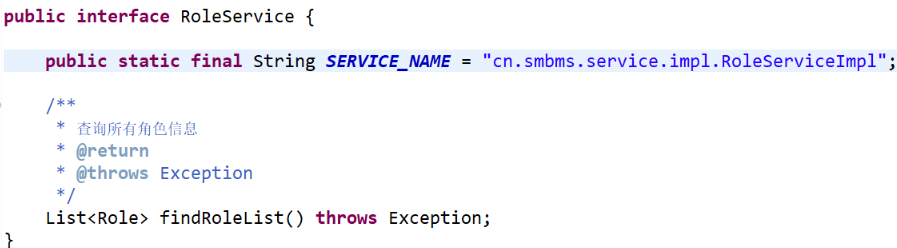 public interface RoleService {
public static final String SERVICE_NAME = "cn.smbms.service.impl.RoleServiceImpl";
/**
* 查询所有角色信息
* @return
* @throws Exception
*/
List<Role> findRoleList() throws Exception;
}